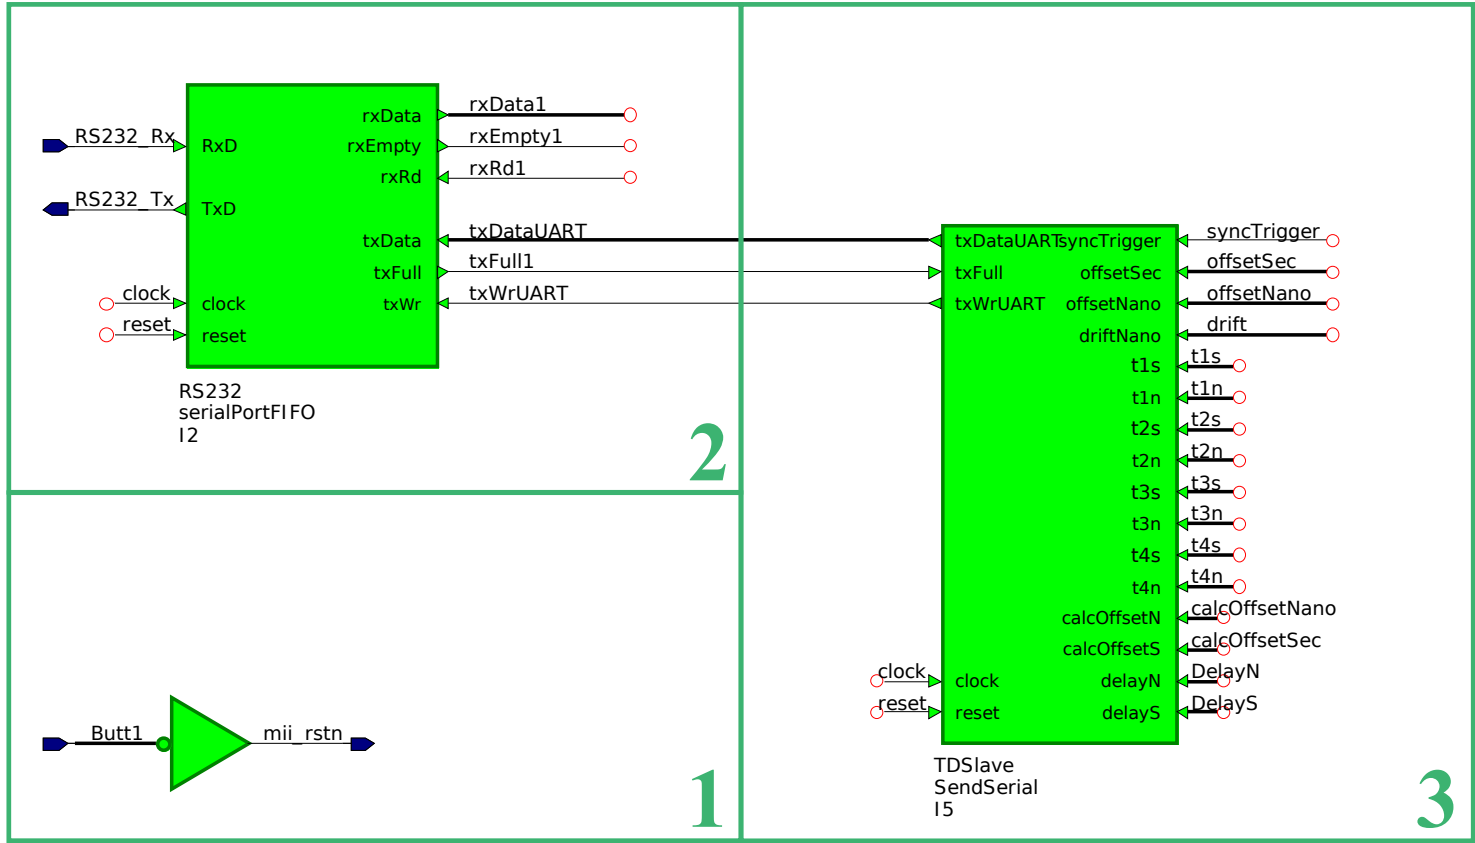 RS232_Rx
RS232_Tx
clock
reset
RxD
TxD
clock
reset
rxData
rxEmpty
rxRd
txData
txFull
txWr
rxData1
rxEmpty1
rxRd1
txDataUART
txFull1
txWrUART
RS232
serialPortFIFO
I2
2
Butt1
mii_rstn
1
clock
reset
txDataUART
txFull
txWrUART
clock
reset
syncTrigger
offsetSec
offsetNano
driftNano
t1s
t1n
t2s
t2n
t3s
t3n
t4s
t4n
calcOffsetN
calcOffsetS
delayN
delayS
syncTrigger
offsetSec
offsetNano
drift
t1s
t1n
t2s
t2n
t3s
t3n
t4s
t4n
calcOffsetNano
calcOffsetSec
DelayN
DelayS
TDSlave
SendSerial
I5
3